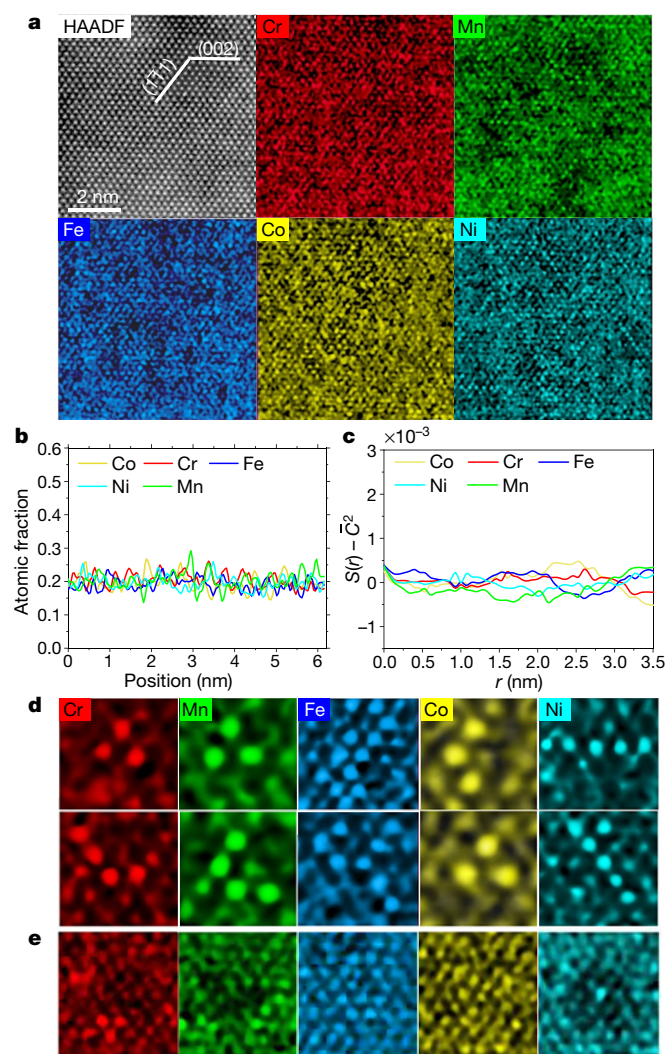 a
HAADF
Cr
Mn
(002)
(1̄11)
2 nm
Fe
Co
Ni
b
c
×10⁻³
Co Cr Fe
Ni Mn
0.6
0.5
0.4
0.3
0.2
0.1
0.0
Atomic fraction
0 1 2 3 4 5 6
Position (nm)
Co Cr Fe
Ni Mn
3
2
1
0
−1
S(r) − C̄²
0 0.5 1.0 1.5 2.0 2.5 3.0 3.5
r (nm)
d
Cr
Mn
Fe
Co
Ni
e